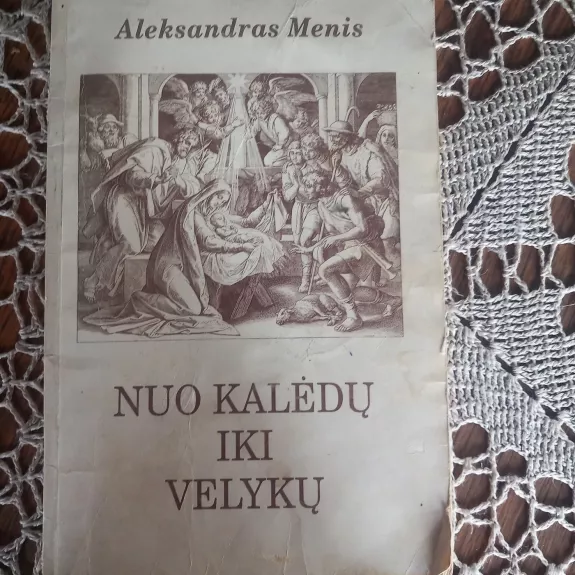 Aleksandras Menis
NUO KALĖDŲ
IKI
VELYKŲ